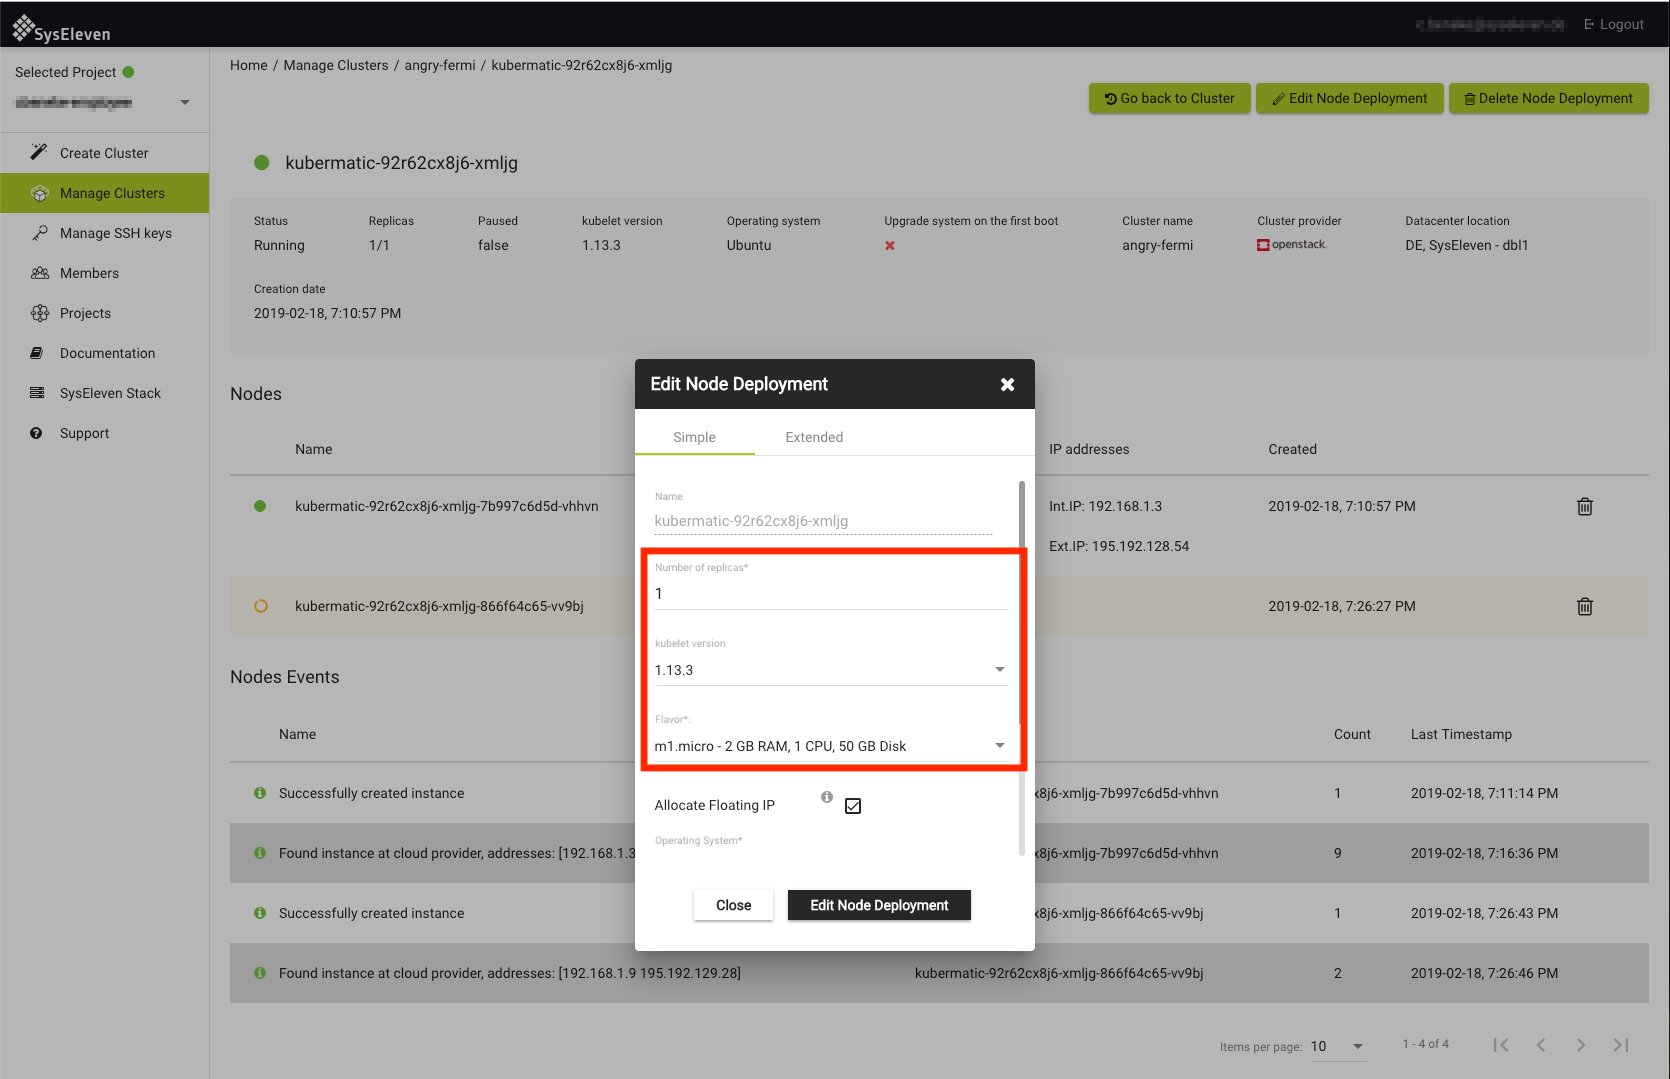 SysEleven
Logout
Selected Project
Home / Manage Clusters / angry-fermi / kubermatic-92r62cx8j6-xmljg
Go back to Cluster
Edit Node Deployment
Delete Node Deployment
Create Cluster
Manage Clusters
Manage SSH keys
Members
Projects
Documentation
SysEleven Stack
Support
kubermatic-92r62cx8j6-xmljg
Status Replicas Paused kubelet version Operating system Upgrade system on the first boot Cluster name Cluster provider Datacenter location
Running 1/1 false 1.13.3 Ubuntu angry-fermi openstack. DE, SysEleven - dbl1
Creation date
2019-02-18, 7:10:57 PM
Nodes
Name IP addresses Created
kubermatic-92r62cx8j6-xmljg-7b997c6d5d-vhhvn Int.IP: 192.168.1.3 2019-02-18, 7:10:57 PM
Ext.IP: 195.192.128.54
kubermatic-92r62cx8j6-xmljg-866f64c65-vv9bj 2019-02-18, 7:26:27 PM
Nodes Events
Name Count Last Timestamp
Successfully created instance x8j6-xmljg-7b997c6d5d-vhhvn 1 2019-02-18, 7:11:14 PM
Found instance at cloud provider, addresses: [192.168.1.3 x8j6-xmljg-7b997c6d5d-vhhvn 9 2019-02-18, 7:16:36 PM
Successfully created instance x8j6-xmljg-866f64c65-vv9bj 1 2019-02-18, 7:26:43 PM
Found instance at cloud provider, addresses: [192.168.1.9 195.192.129.28] kubermatic-92r62cx8j6-xmljg-866f64c65-vv9bj 2 2019-02-18, 7:26:46 PM
Items per page: 10 1 - 4 of 4
Edit Node Deployment
Simple Extended
Name
kubermatic-92r62cx8j6-xmljg
Number of replicas*
1
kubelet version
1.13.3
Flavor*:
m1.micro - 2 GB RAM, 1 CPU, 50 GB Disk
Allocate Floating IP
Operating System*
Close
Edit Node Deployment